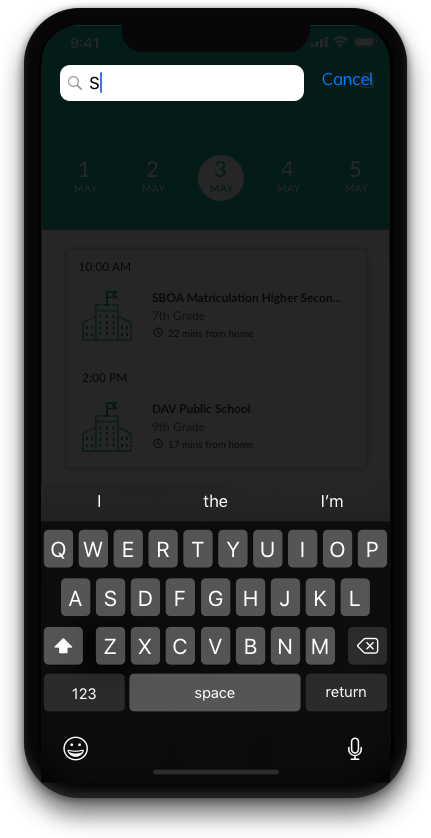 9:41
S
Cancel
1 2 3 4 5
MAY MAY MAY MAY MAY
10:00 AM
SBOA Matriculation Higher Secon...
7th Grade
22 mins from home
2:00 PM
DAV Public School
9th Grade
17 mins from home
I the I'm
Q W E R T Y U I O P
A S D F G H J K L
Z X C V B N M
123 space return